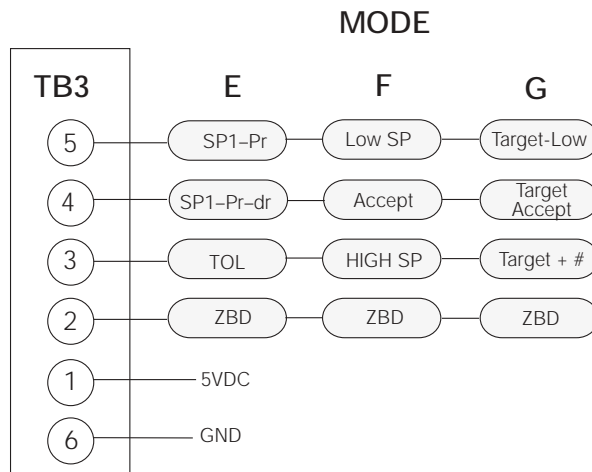 MODE
TB3 E F G
5 SP1–Pr Low SP Target-Low
4 SP1–Pr–dr Accept Target Accept
3 TOL HIGH SP Target + #
2 ZBD ZBD ZBD
1 5VDC
6 GND